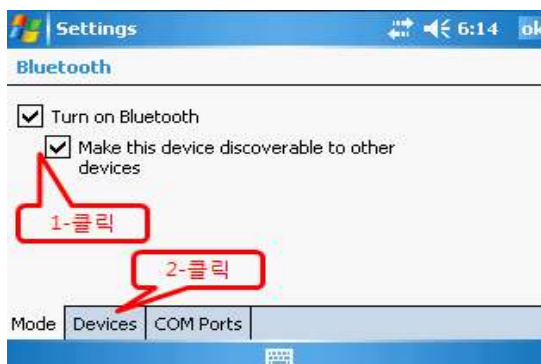 Settings 6:14 ok
Bluetooth
Turn on Bluetooth
Make this device discoverable to other
devices
1-클릭
2-클릭
Mode Devices COM Ports